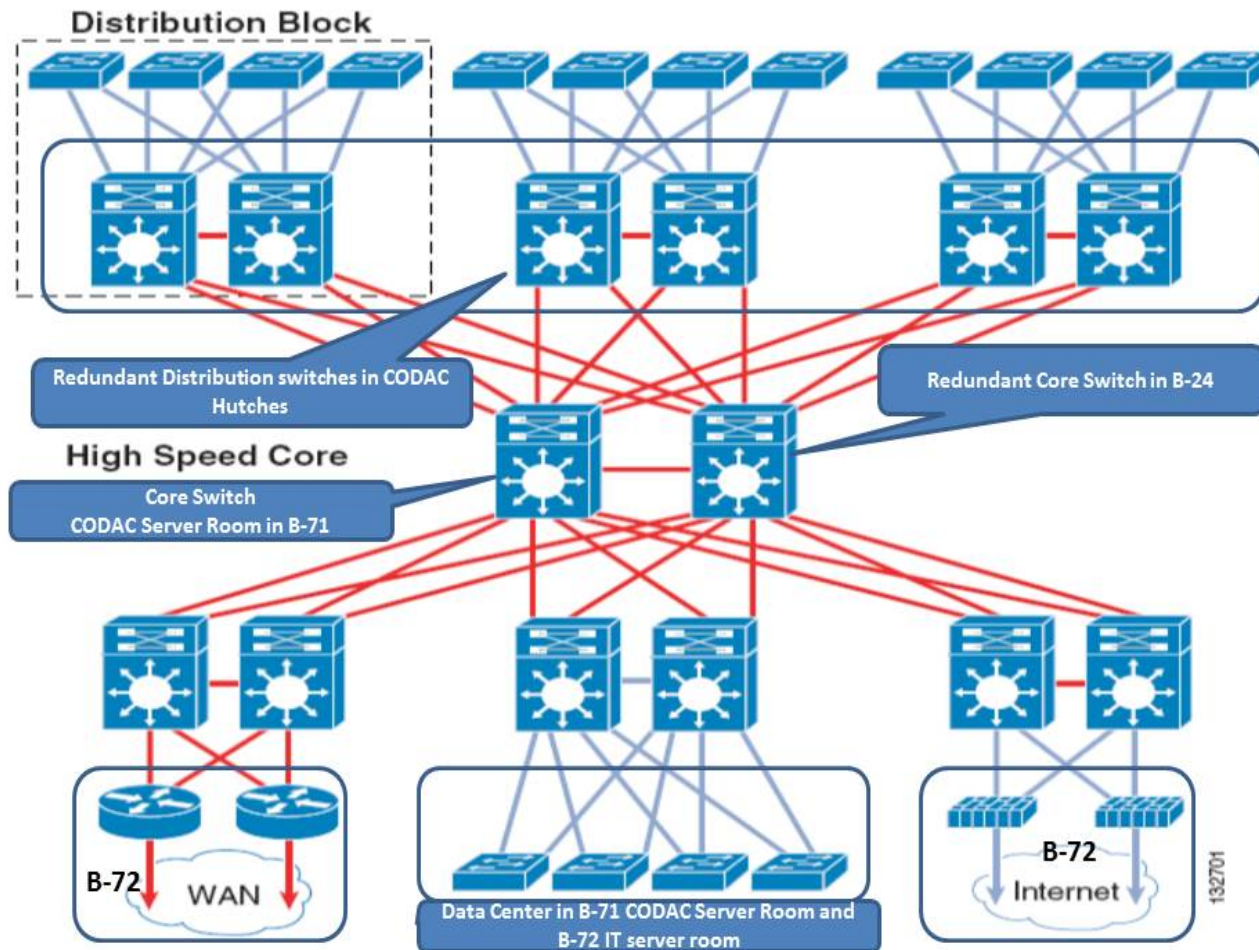 Distribution Block
Redundant Distribution switches in CODAC
Hutches
Redundant Core Switch in B-24
High Speed Core
Core Switch
CODAC Server Room in B-71
B-72
WAN
Data Center in B-71 CODAC Server Room and
B-72 IT server room
B-72
Internet
132701